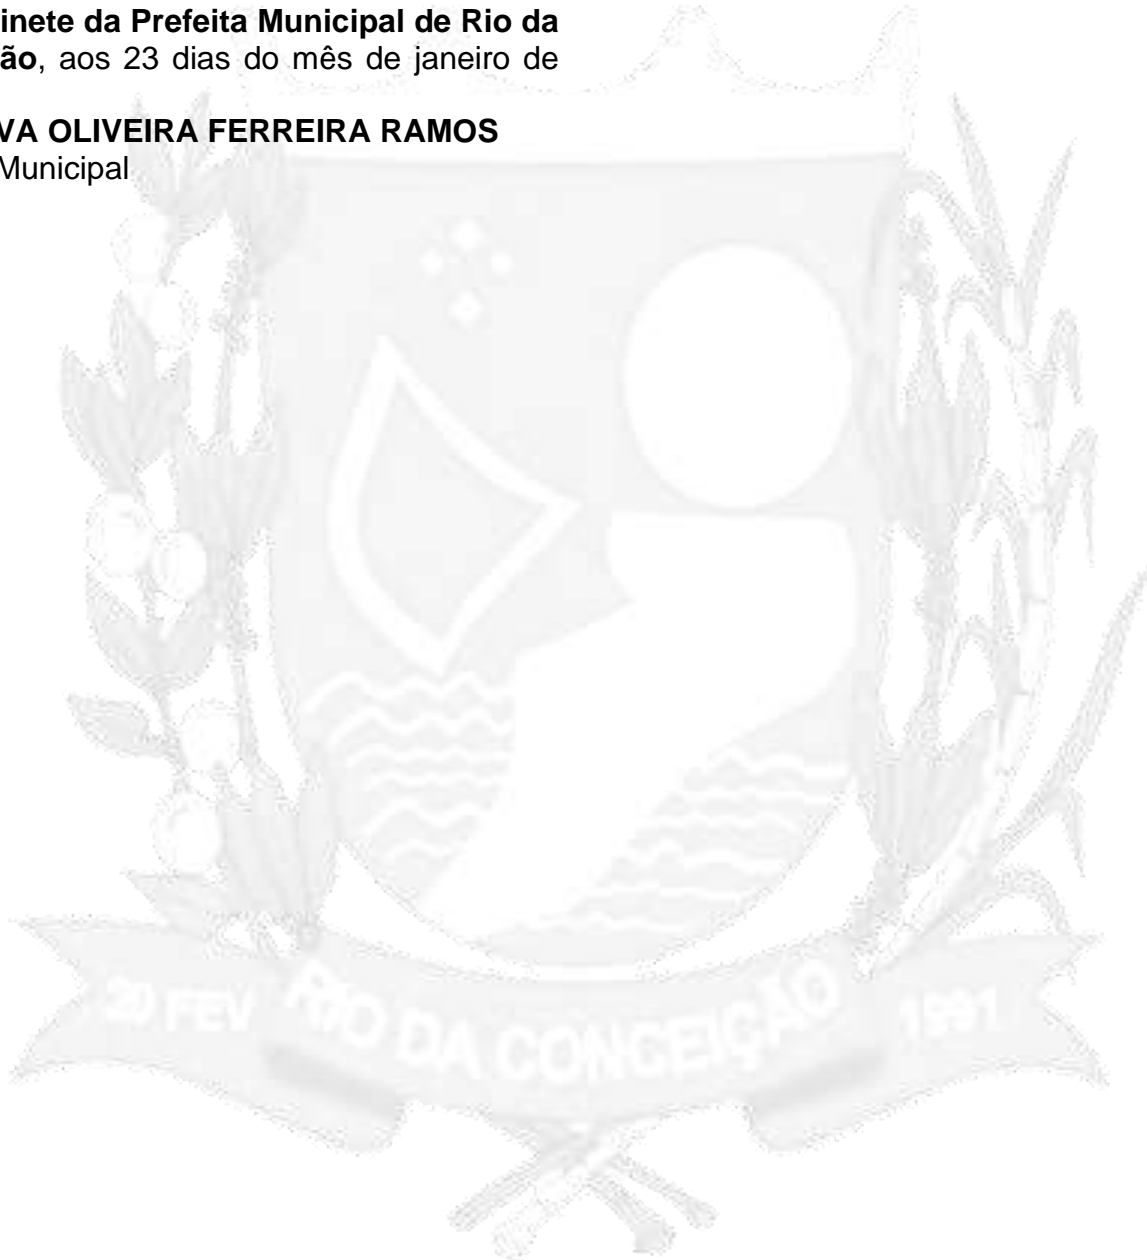 inete da Prefeita Municipal de Rio da
ão, aos 23 dias do mês de janeiro de
VA OLIVEIRA FERREIRA RAMOS
Municipal
20 FEV RIO DA CONCEIÇÃO 1991